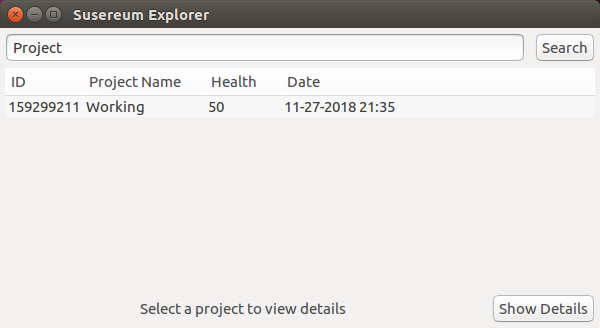 Susereum Explorer
Project Search
ID Project Name Health Date
159299211 Working 50 11-27-2018 21:35
Select a project to view details Show Details